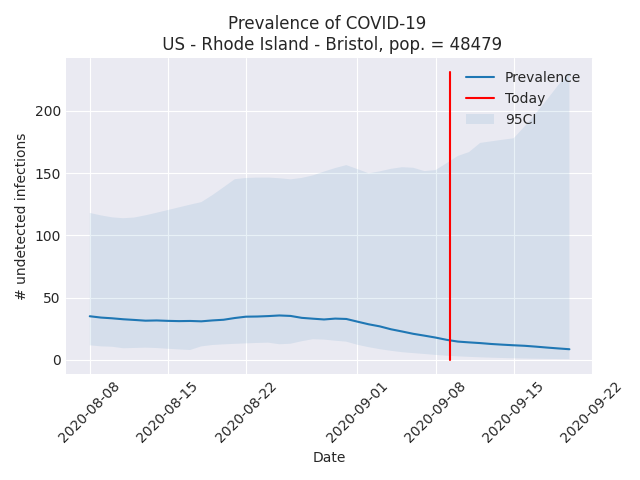 Prevalence of COVID-19
US - Rhode Island - Bristol, pop. = 48479
Prevalence
Today
95CI
# undetected infections
200
150
100
50
0
2020-08-08
2020-08-15
2020-08-22
2020-09-01
2020-09-08
2020-09-15
2020-09-22
Date